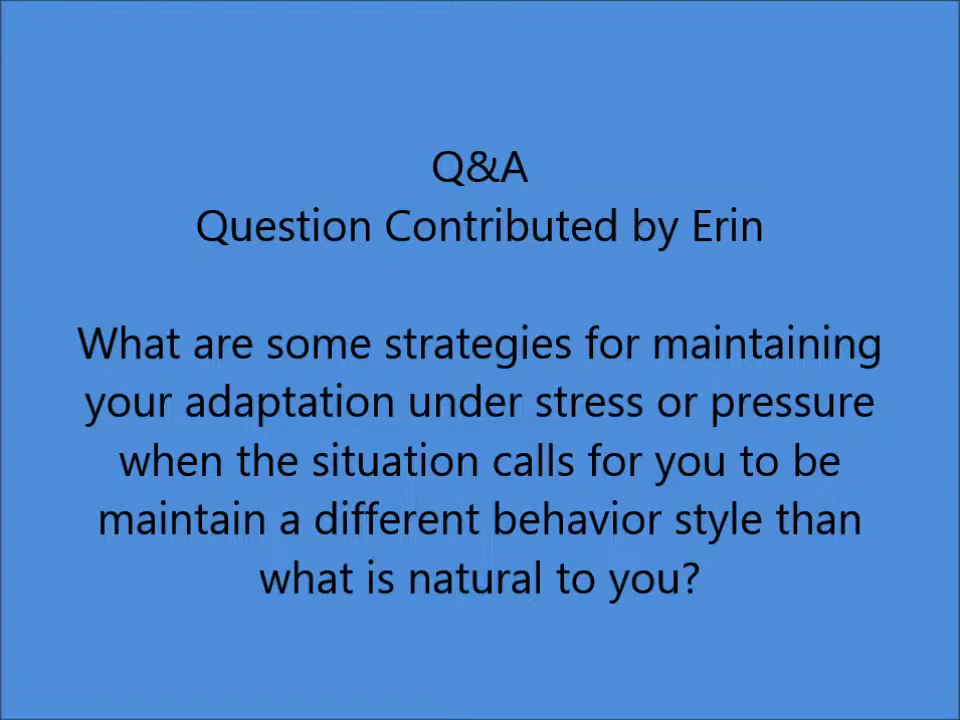 Q&A
Question Contributed by Erin
What are some strategies for maintaining
your adaptation under stress or pressure
when the situation calls for you to be
maintain a different behavior style than
what is natural to you?